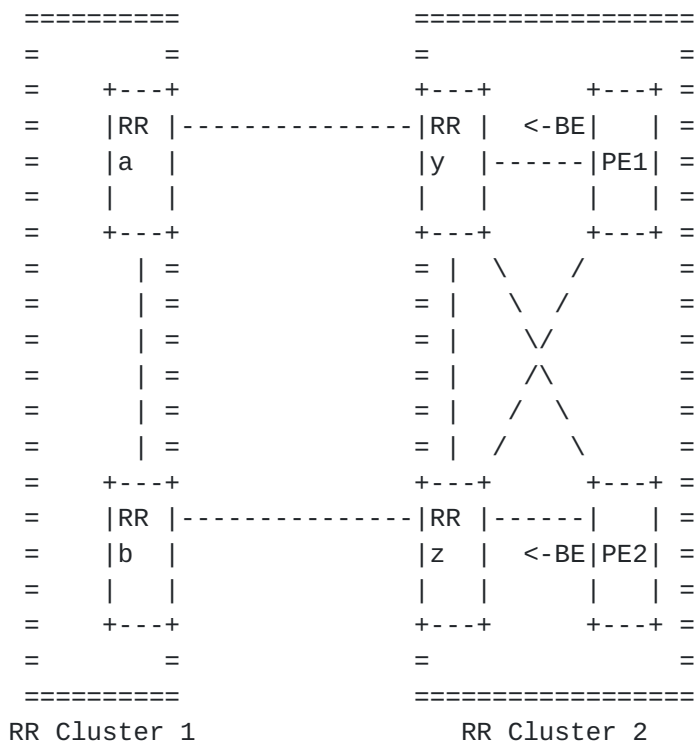 |RR |---------------|RR | <-BE| |
|a | |y |------|PE1|
|RR |---------------|RR |------| |
|b | |z | <-BE|PE2|
RR Cluster 1 RR Cluster 2